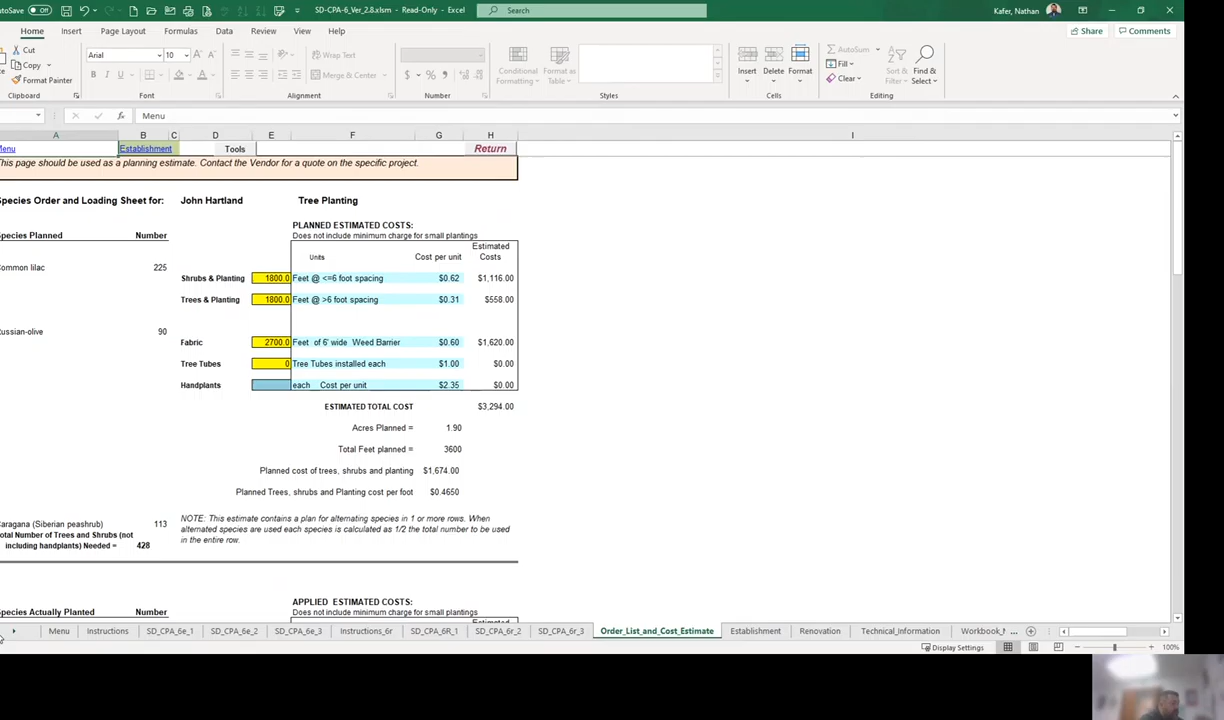 AutoSave Off SD-CPA-6_Ver_2.8.xlsm - Read-Only - Excel Search Kafer, Nathan
Home Insert Page Layout Formulas Data Review View Help Share Comments
Cut
Copy
Format Painter
Arial 10
B I U
Wrap Text
Merge & Center
$ % 9
Conditional Formatting
Format as Table
Insert Delete Format
AutoSum
Fill
Clear
Sort & Filter
Find & Select
Clipboard Font Alignment Number Styles Cells Editing
fx Menu
A B C D E F G H I
Menu Establishment Tools Return
This page should be used as a planning estimate. Contact the Vendor for a quote on the specific project.
Species Order and Loading Sheet for: John Hartland Tree Planting
PLANNED ESTIMATED COSTS:
Species Planned Number Does not include minimum charge for small plantings
Units Cost per unit Estimated Costs
Common lilac 225
Shrubs & Planting 1800.0 Feet @ <=6 foot spacing $0.62 $1,116.00
Trees & Planting 1800.0 Feet @ >6 foot spacing $0.31 $558.00
Russian-olive 90
Fabric 2700.0 Feet of 6' wide Weed Barrier $0.60 $1,620.00
Tree Tubes 0 Tree Tubes installed each $1.00 $0.00
Handplants each Cost per unit $2.35 $0.00
ESTIMATED TOTAL COST $3,294.00
Acres Planned = 1.90
Total Feet planned = 3600
Planned cost of trees, shrubs and planting $1,674.00
Planned Trees, shrubs and Planting cost per foot $0.4650
Caragana (Siberian peashrub) 113
Total Number of Trees and Shrubs (not
including handplants) Needed = 428
NOTE: This estimate contains a plan for alternating species in 1 or more rows. When
alternated species are used each species is calculated as 1/2 the total number to be used
in the entire row.
APPLIED ESTIMATED COSTS:
Species Actually Planted Number Does not include minimum charge for small plantings
Estimated
Menu Instructions SD_CPA_6e_1 SD_CPA_6e_2 SD_CPA_6e_3 Instructions_6r SD_CPA_6R_1 SD_CPA_6r_2 SD_CPA_6r_3 Order_List_and_Cost_Estimate Establishment Renovation Technical_Information Workbook_ ...
Display Settings 100%